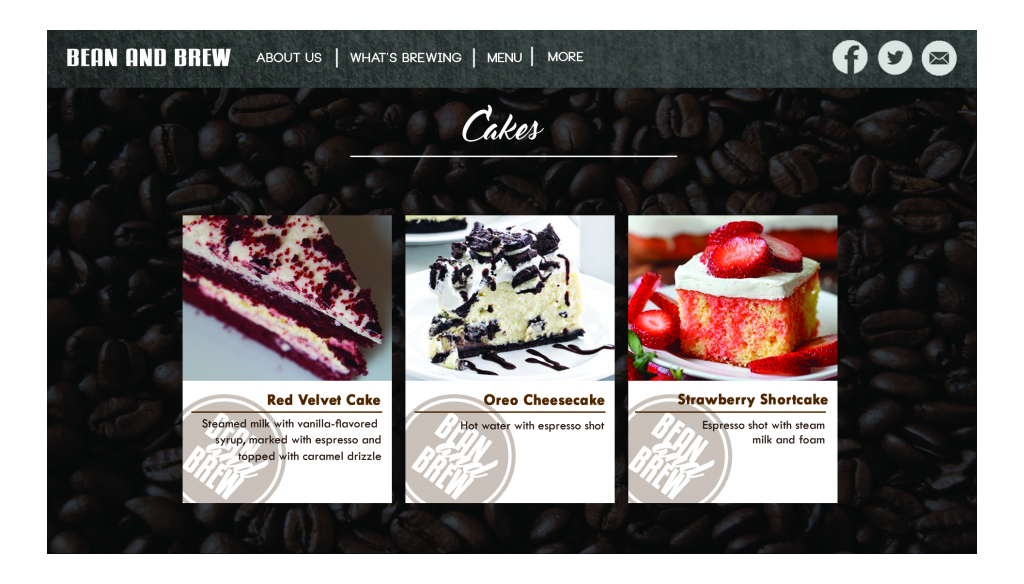 BEAN AND BREW
ABOUT US | WHAT'S BREWING | MENU | MORE
Cakes
Red Velvet Cake
Steamed milk with vanilla-flavored
syrup, marked with espresso and
topped with caramel drizzle
BEAN
and
BREW
Oreo Cheesecake
Hot water with espresso shot
BEAN
and
BREW
Strawberry Shortcake
Espresso shot with steam
milk and foam
BEAN
and
BREW